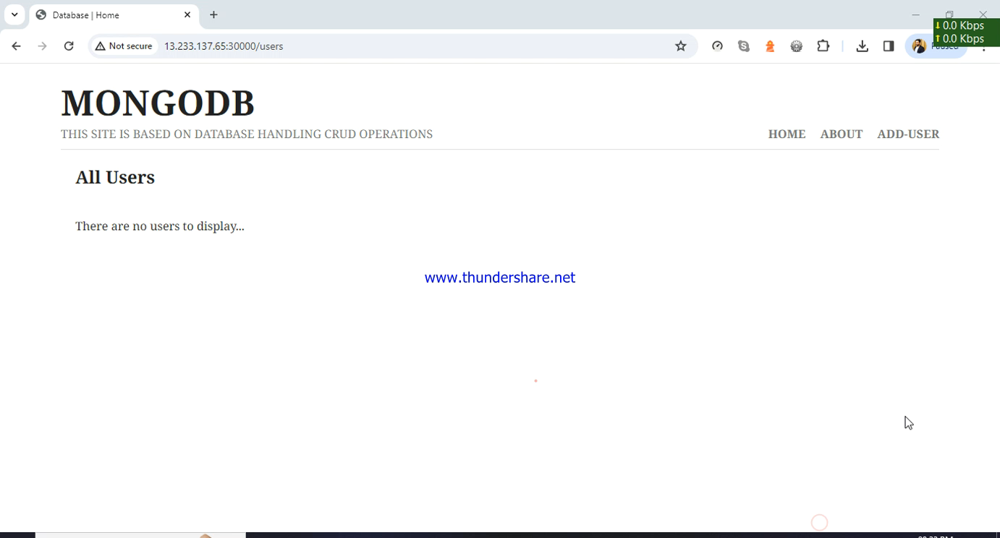 Database | Home
0.0 Kbps
Not secure
13.233.137.65:30000/users
0.0 Kbps
MONGODB
THIS SITE IS BASED ON DATABASE HANDLING CRUD OPERATIONS
HOME ABOUT ADD-USER
All Users
There are no users to display...
www.thundershare.net